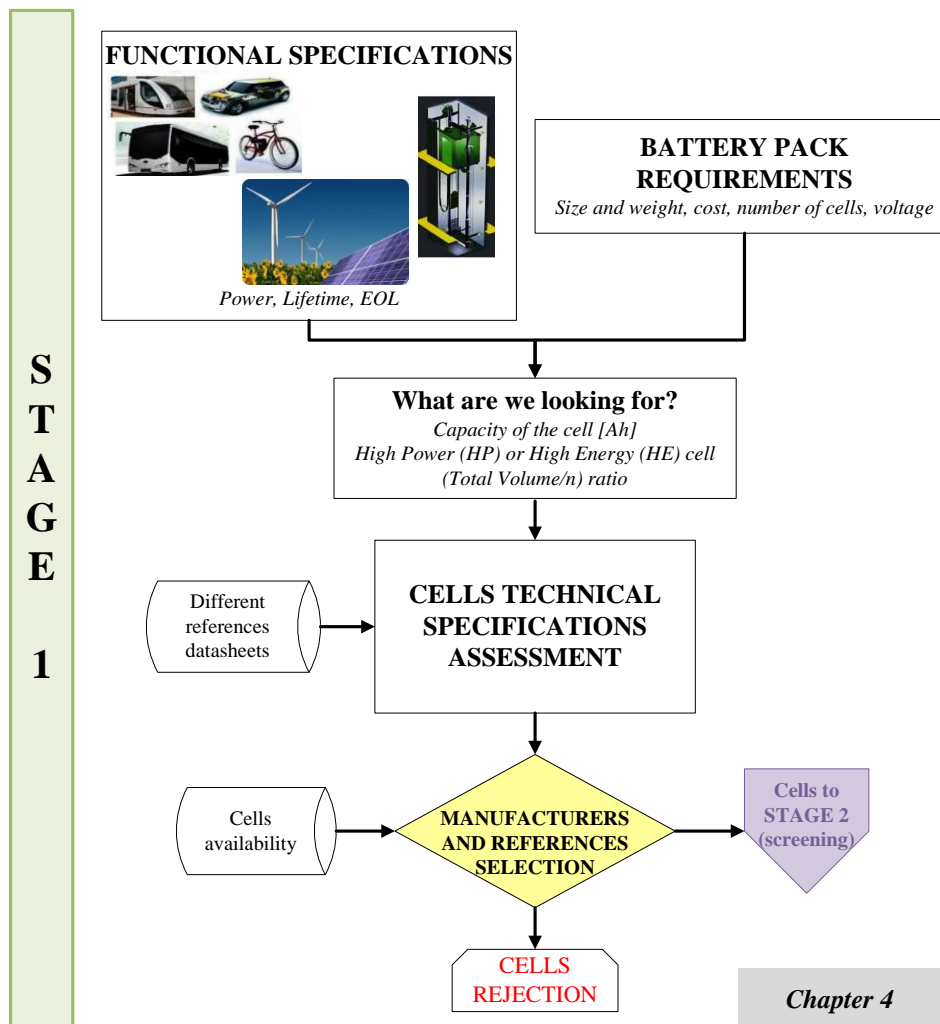 S
T
A
G
E
1
FUNCTIONAL SPECIFICATIONS
Power, Lifetime, EOL
BATTERY PACK
REQUIREMENTS
Size and weight, cost, number of cells, voltage
What are we looking for?
Capacity of the cell [Ah]
High Power (HP) or High Energy (HE) cell
(Total Volume/n) ratio
Different
references
datasheets
CELLS TECHNICAL
SPECIFICATIONS
ASSESSMENT
Cells
availability
MANUFACTURERS
AND REFERENCES
SELECTION
Cells to
STAGE 2
(screening)
CELLS
REJECTION
Chapter 4